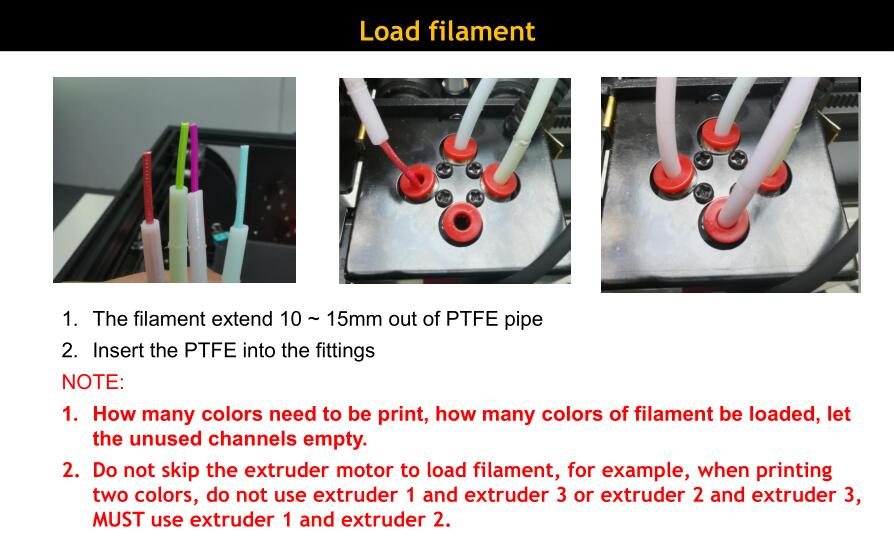 Load filament
1. The filament extend 10 ~ 15mm out of PTFE pipe
2. Insert the PTFE into the fittings
NOTE:
1. How many colors need to be print, how many colors of filament be loaded, let
the unused channels empty.
2. Do not skip the extruder motor to load filament, for example, when printing
two colors, do not use extruder 1 and extruder 3 or extruder 2 and extruder 3,
MUST use extruder 1 and extruder 2.